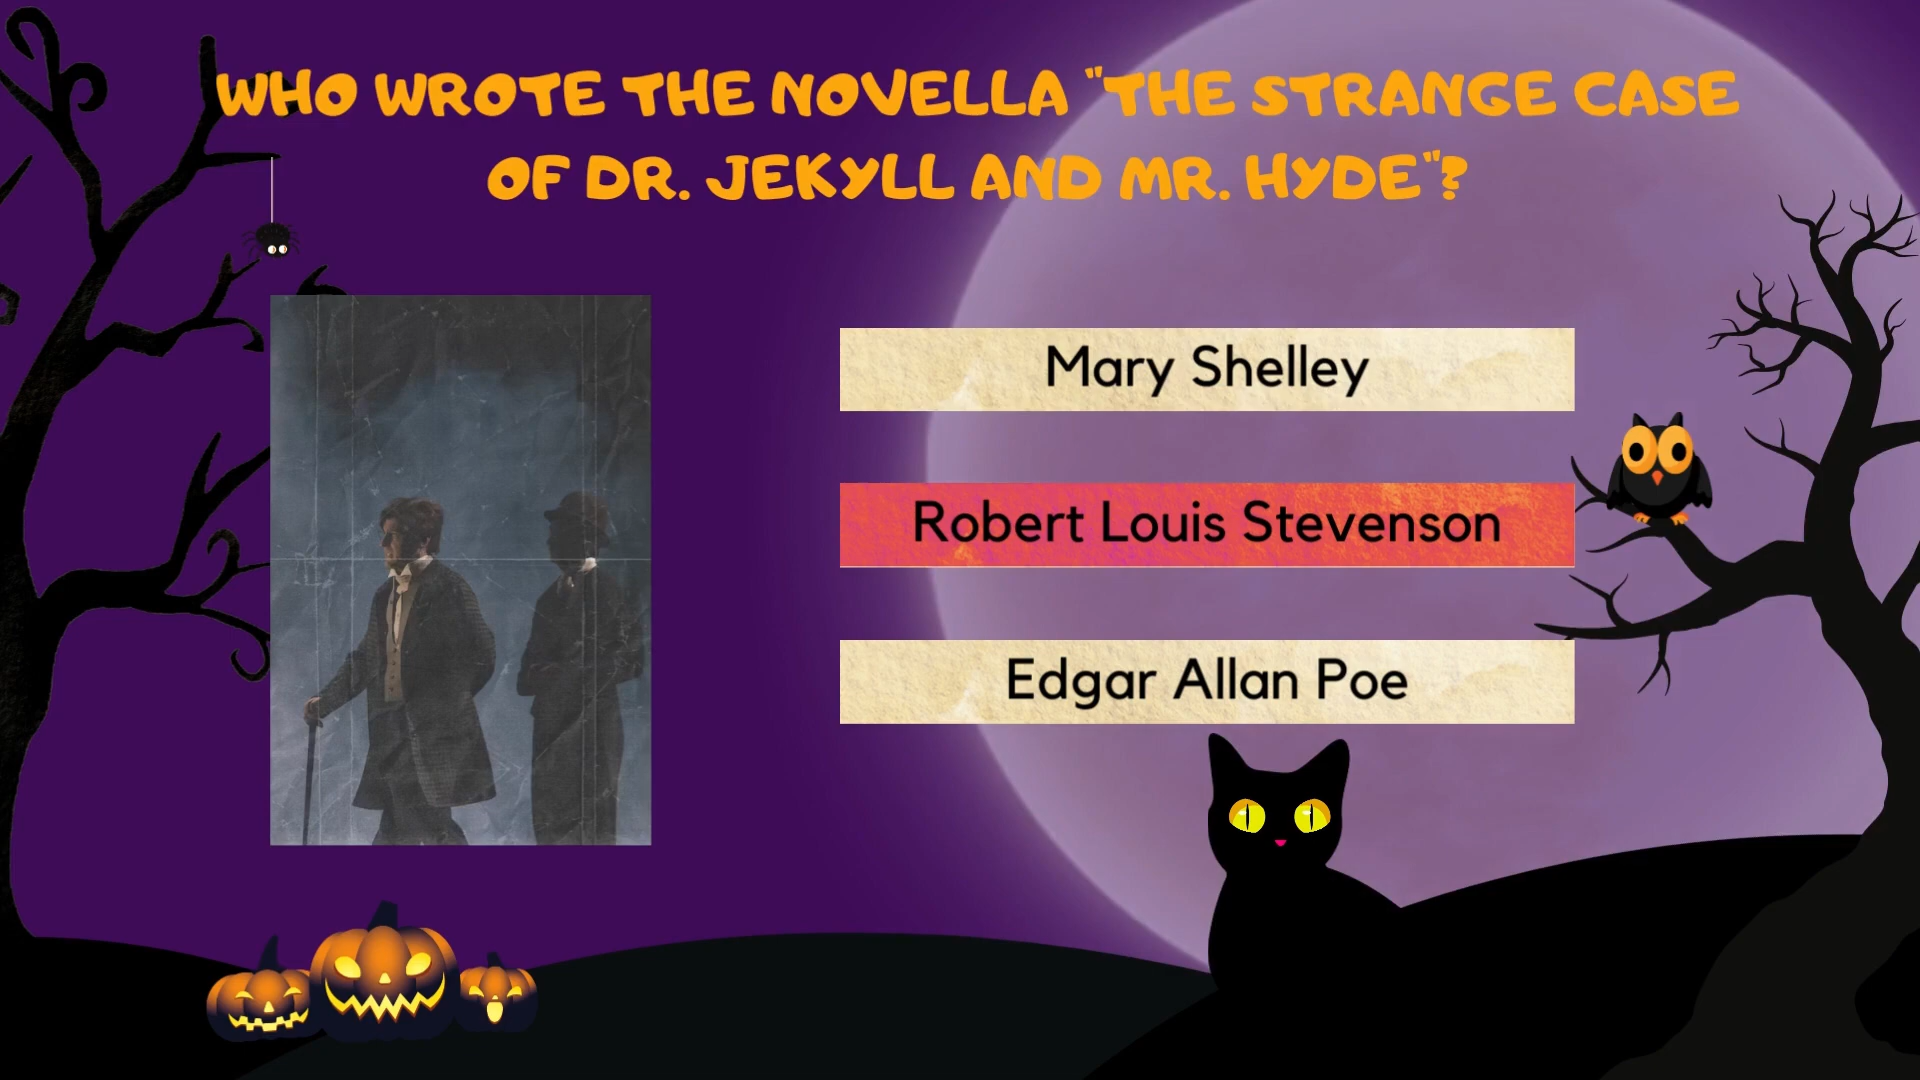 WHO WROTE THE NOVELLA "THE STRANGE CASE
OF DR. JEKYLL AND MR. HYDE"?
Mary Shelley
Robert Louis Stevenson
Edgar Allan Poe